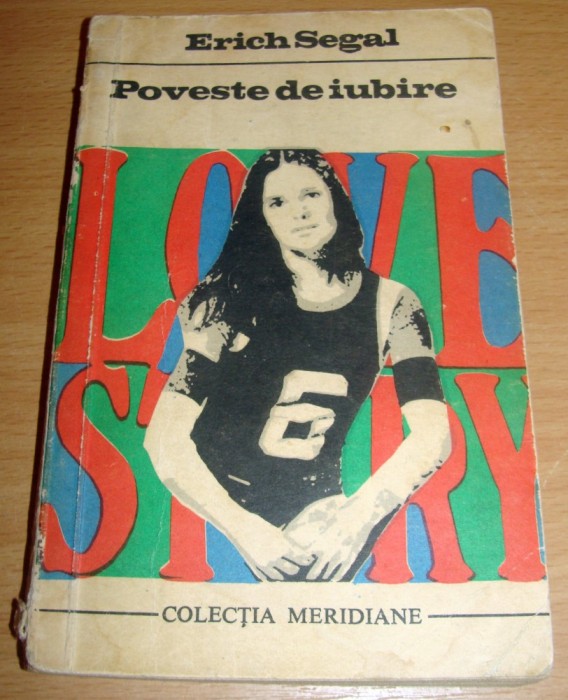 Erich Segal
Poveste de iubire
LOVE
STORY
6
COLECȚIA MERIDIANE